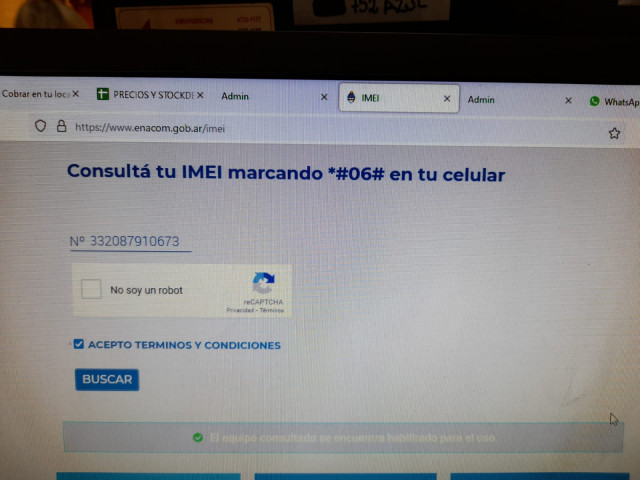 752 AZUL
Cobrar en tu loca
PRECIOS Y STOCKDE
Admin
IMEI
Admin
WhatsAp
https://www.enacom.gob.ar/imei
Consultá tu IMEI marcando *#06# en tu celular
Nº 332087910673
No soy un robot
reCAPTCHA
Privacidad - Términos
ACEPTO TERMINOS Y CONDICIONES
BUSCAR
El equipo consultado se encuentra habilitado para el uso.